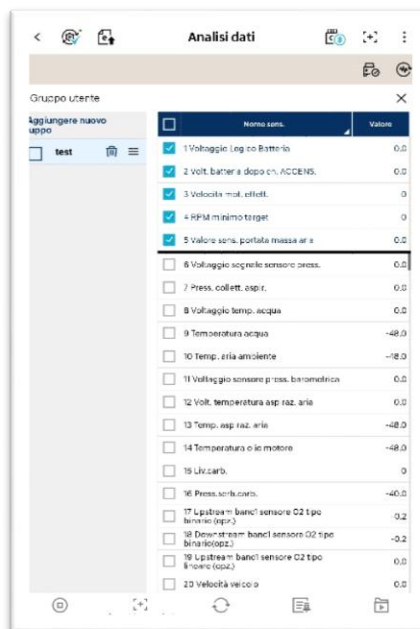 Analisi dati
Gruppo utente
Aggiungere nuovo
uppo
test
Nome sens.
Valore
1 Voltaggio Logico Batteria
0.0
2 Volt. batteria dopo cn. ACCENS.
0.0
3 Velocità mot. effett.
0
4 RPM minimo target
0
5 Valore sens. portata massa aria
0.0
6 Voltaggio segnale sensore press.
0.0
7 Press. collett. aspir.
0.0
8 Voltaggio temp. acqua
0.0
9 Temperatura acqua
-48.0
10 Temp. aria ambiente
-48.0
11 Voltaggio sensore press. barometrica
0.0
12 Volt. temperatura asp raz. aria
0.0
13 Temp. asp raz. aria
-48.0
14 Temperatura olio motore
-48.0
15 Liv.carb.
0
16 Press.serb.carb.
-40.0
17 Upstream banc1 sensore O2 tipo
binario (opz.)
-0.2
18 Downstream banc1 sensore O2 tipo
binario(opz.)
-0.2
19 Upstream banc1 sensore O2 tipo
lineare (opz.)
0.0
20 Velocità veicolo
0.0